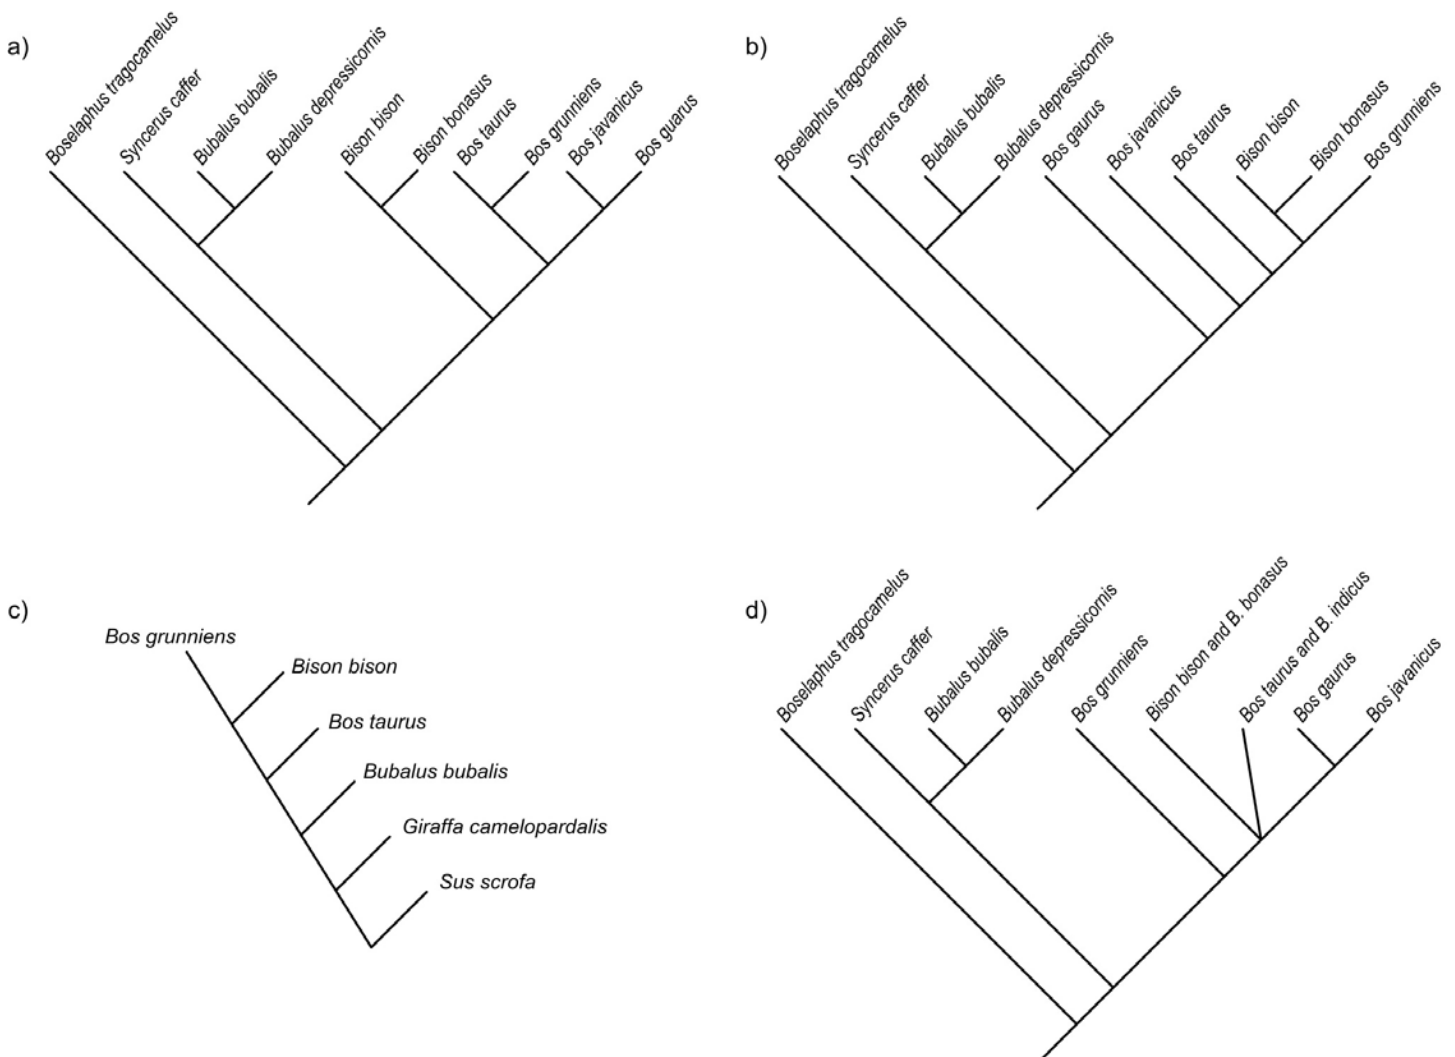 a)
Boselaphus tragocamelus
Syncerus caffer
Bubalus bubalis
Bubalus depressicornis
Bison bison
Bison bonasus
Bos taurus
Bos grunniens
Bos javanicus
Bos guarus
b)
Boselaphus tragocamelus
Syncerus caffer
Bubalus bubalis
Bubalus depressicornis
Bos gaurus
Bos javanicus
Bos taurus
Bison bison
Bison bonasus
Bos grunniens
c)
Bos grunniens
Bison bison
Bos taurus
Bubalus bubalis
Giraffa camelopardalis
Sus scrofa
d)
Boselaphus tragocamelus
Syncerus caffer
Bubalus bubalis
Bubalus depressicornis
Bos grunniens
Bison bison and B. bonasus
Bos taurus and B. indicus
Bos gaurus
Bos javanicus